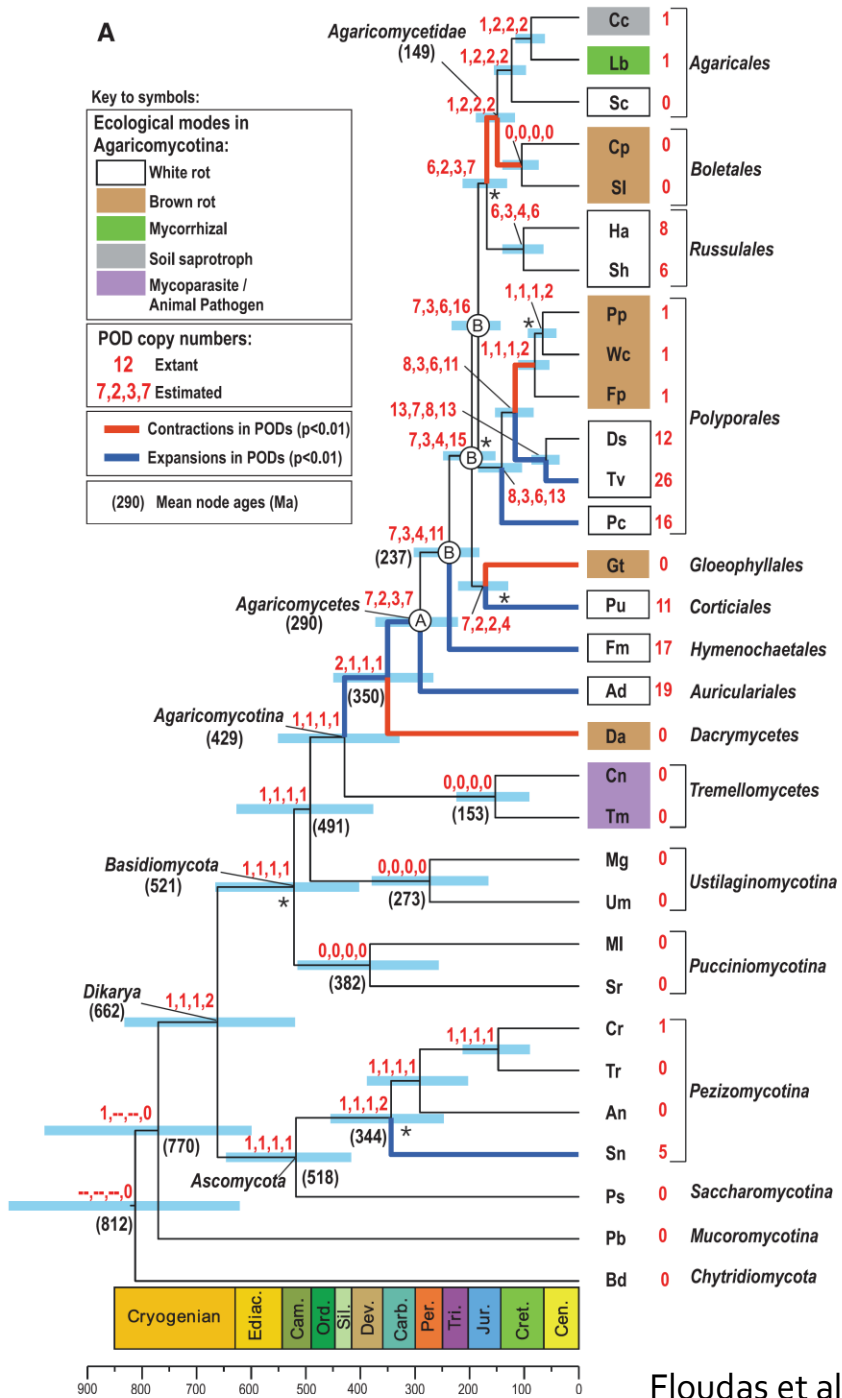 A
Key to symbols:
Ecological modes in
Agaricomycotina:
White rot
Brown rot
Mycorrhizal
Soil saprotroph
Mycoparasite /
Animal Pathogen
POD copy numbers:
12 Extant
7,2,3,7 Estimated
Contractions in PODs (p<0.01)
Expansions in PODs (p<0.01)
(290) Mean node ages (Ma)
Agaricomycetidae
(149)
1,2,2,2
1,2,2,2
1,2,2,2
0,0,0,0
6,2,3,7
*
6,3,4,6
7,3,6,16
B
1,1,1,2
*
1,1,1,2
8,3,6,11
13,7,8,13
7,3,4,15
*
B
8,3,6,13
7,3,4,11
B
(237)
*
7,2,2,4
Agaricomycetes
(290)
7,2,3,7
A
2,1,1,1
(350)
Agaricomycotina
(429)
1,1,1,1
0,0,0,0
(153)
1,1,1,1
(491)
Basidiomycota
(521)
1,1,1,1
*
0,0,0,0
(273)
0,0,0,0
(382)
Dikarya
(662)
1,1,1,2
1,1,1,1
1,1,1,1
1,1,1,2
(344)
*
1,--,--,0
(770)
1,1,1,1
Ascomycota
(518)
--,--,--,0
(812)
Cc 1
Lb 1
Sc 0
Agaricales
Cp 0
Sl 0
Boletales
Ha 8
Sh 6
Russulales
Pp 1
Wc 1
Fp 1
Ds 12
Tv 26
Pc 16
Polyporales
Gt 0 Gloeophyllales
Pu 11 Corticiales
Fm 17 Hymenochaetales
Ad 19 Auriculariales
Da 0 Dacrymycetes
Cn 0
Tm 0
Tremellomycetes
Mg 0
Um 0
Ustilaginomycotina
Ml 0
Sr 0
Pucciniomycotina
Cr 1
Tr 0
An 0
Sn 5
Pezizomycotina
Ps 0 Saccharomycotina
Pb 0 Mucoromycotina
Bd 0 Chytridiomycota
Cryogenian Ediac. Cam. Ord. Sil. Dev. Carb. Per. Tri. Jur. Cret. Cen.
900 800 700 600 500 400 300 200 100 0
Floudas et al